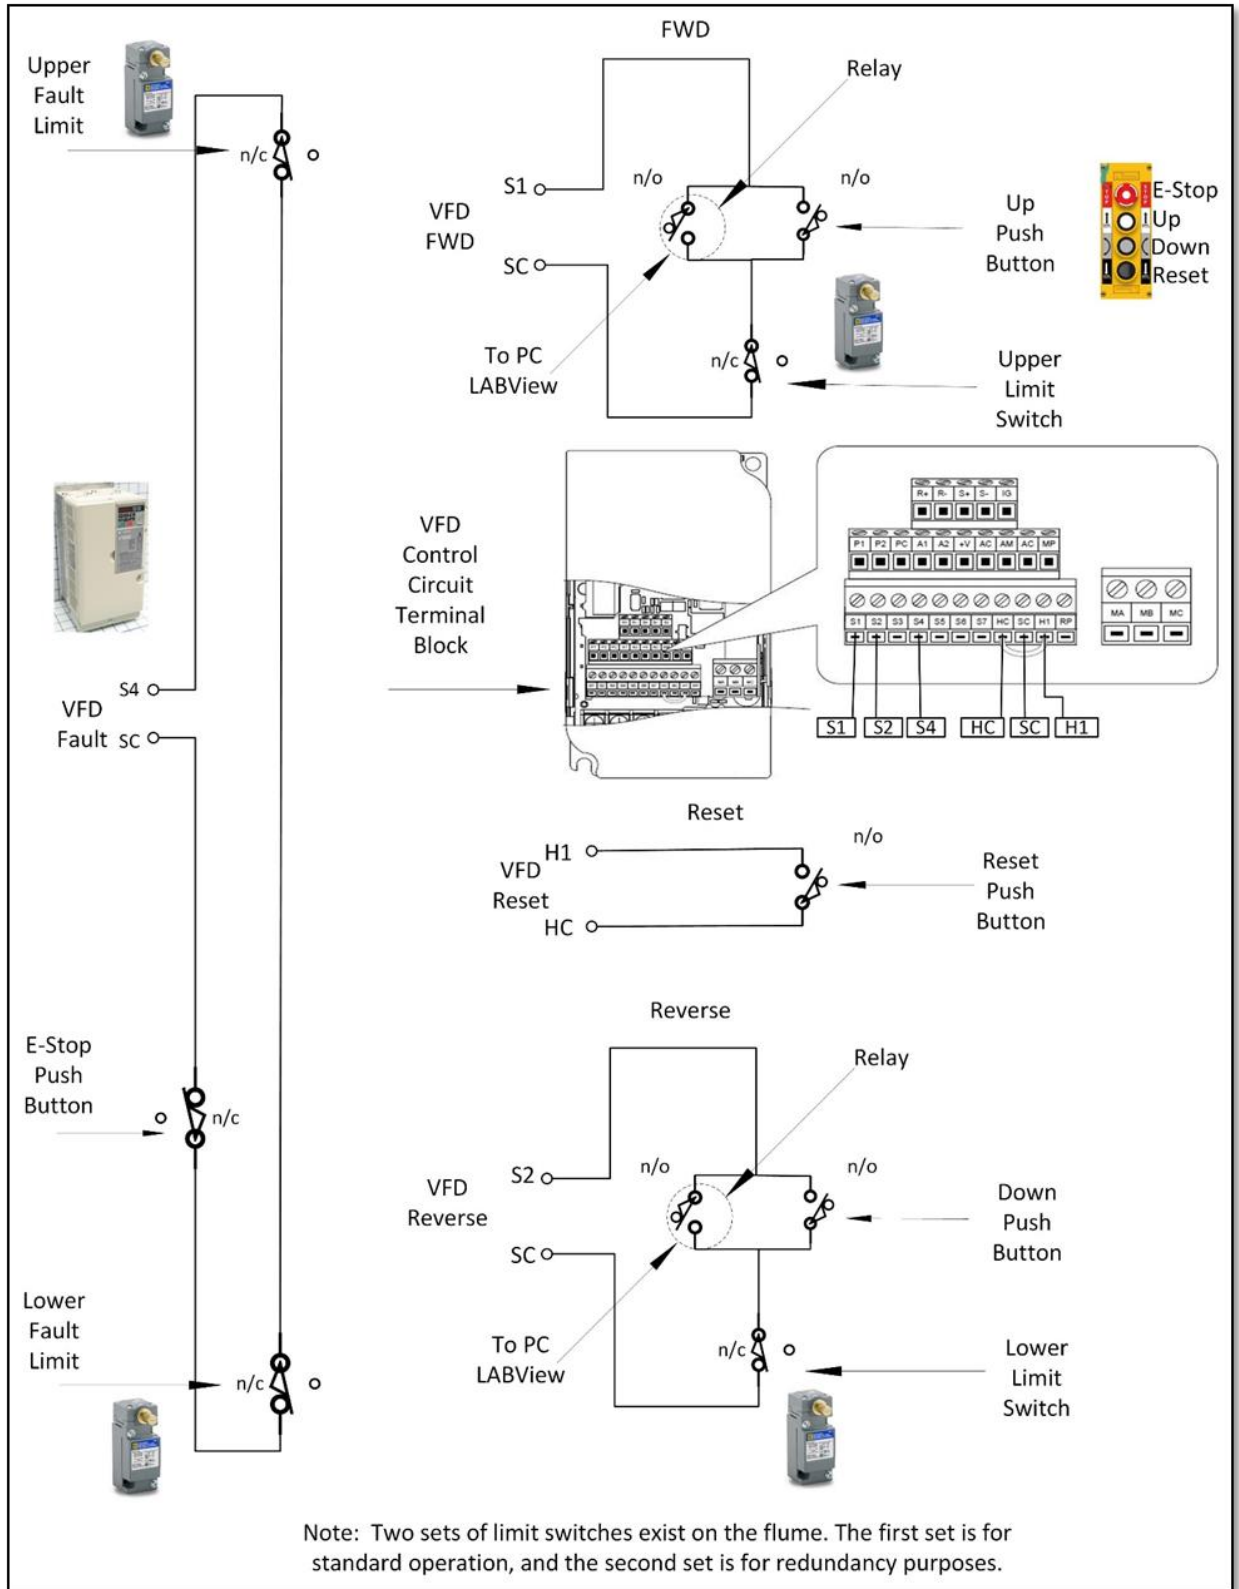 FWD
Upper
Fault
Limit
n/c
Relay
S1
n/o
n/o
VFD
FWD
SC
Up
Push
Button
E-Stop
Up
Down
Reset
To PC
LABView
n/c
Upper
Limit
Switch
VFD
Control
Circuit
Terminal
Block
R+ R- S+ S- IG
P1 P2 PC A1 A2 +V AC AM AC MP
S1 S2 S3 S4 S5 S6 S7 HC SC H1 RP
MA MB MC
S1 S2 S4 HC SC H1
S4
VFD
Fault
SC
Reset
H1
n/o
VFD
Reset
HC
Reset
Push
Button
Reverse
E-Stop
Push
Button
n/c
Relay
S2
n/o
n/o
VFD
Reverse
SC
Down
Push
Button
To PC
LABView
n/c
Lower
Limit
Switch
Lower
Fault
Limit
n/c
Note: Two sets of limit switches exist on the flume. The first set is for
standard operation, and the second set is for redundancy purposes.